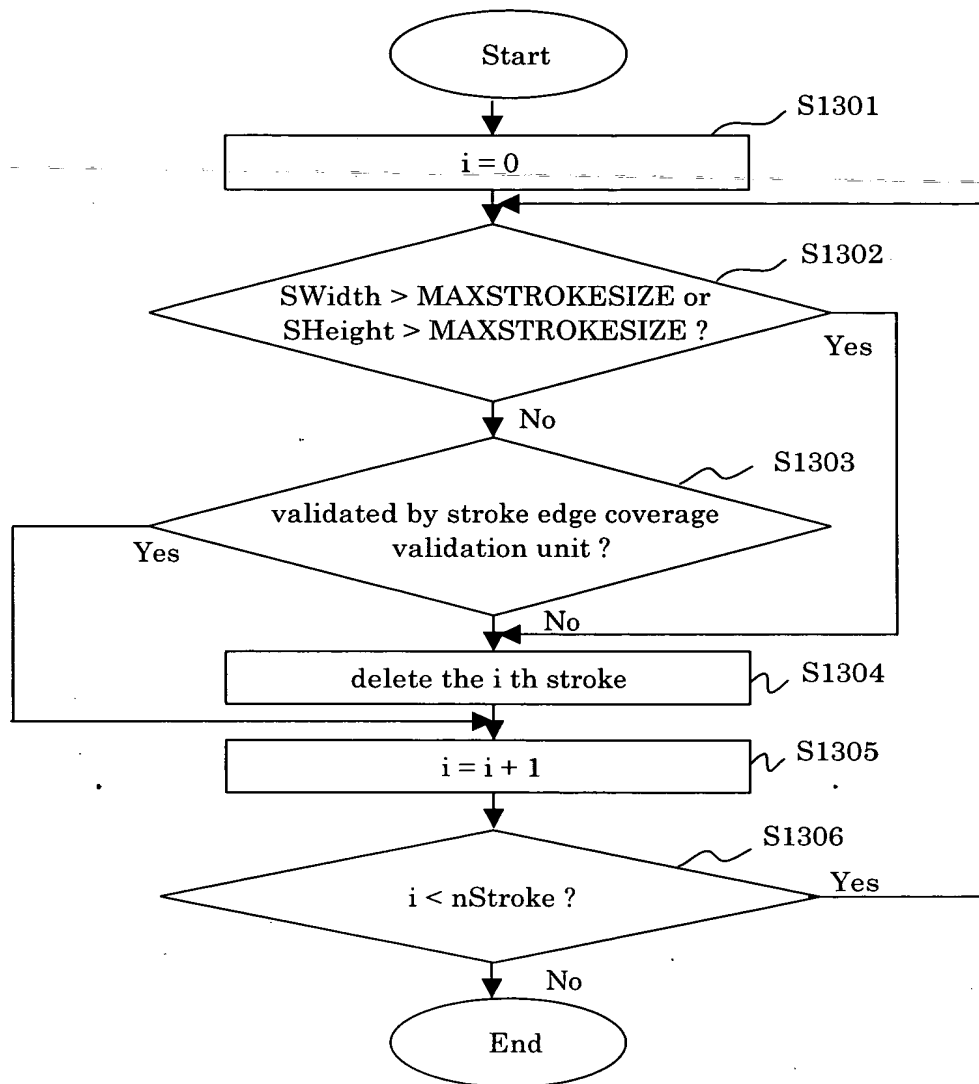 Start
S1301
i = 0
S1302
SWidth > MAXSTROKESIZE or
SHeight > MAXSTROKESIZE ?
Yes
No
S1303
validated by stroke edge coverage
validation unit ?
Yes
No
delete the i th stroke
S1304
i = i + 1
S1305
S1306
i < nStroke ?
Yes
No
End